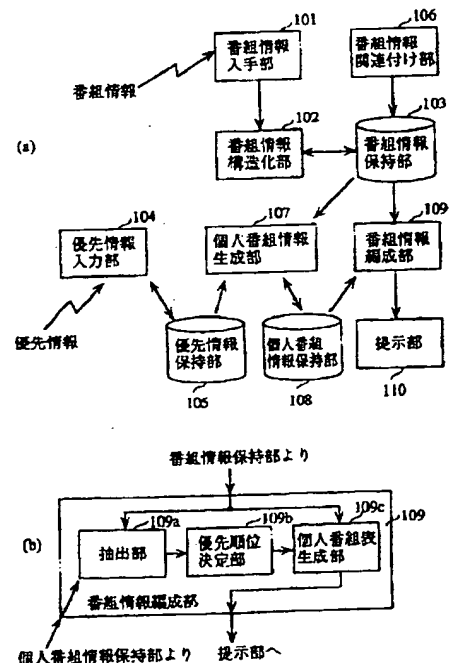 101
106
番組情報
入手部
番組情報
関連付け部
番組情報
102
103
(a)
番組情報
構造化部
番組情報
保持部
104
107
109
優先情報
入力部
個人番組情報
生成部
番組情報
編成部
優先情報
優先情報
保持部
個人番組
情報保持部
提示部
105
108
110
番組情報保持部より
109a
109b
109c
109
(b)
抽出部
優先順位
決定部
個人番組表
生成部
番組情報編成部
個人番組情報保持部より
提示部へ